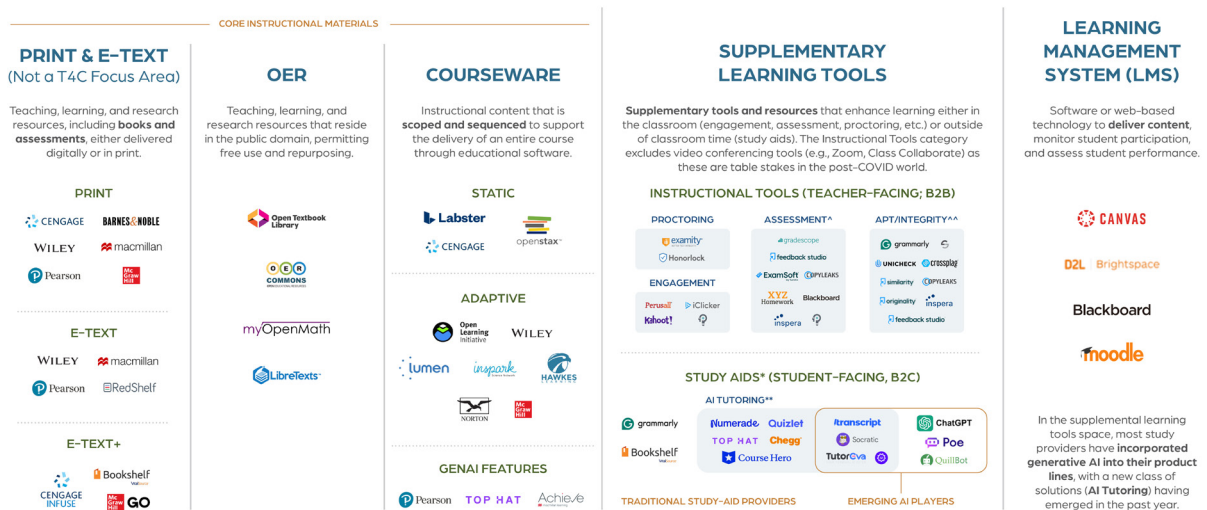 CORE INSTRUCTIONAL MATERIALS
PRINT & E-TEXT
(Not a T4C Focus Area)
Teaching, learning, and research
resources, including books and
assessments, either delivered
digitally or in print.
PRINT
CENGAGE
BARNES&NOBLE
WILEY
macmillan
Pearson
Mc
Graw
Hill
E-TEXT
WILEY
macmillan
Pearson
RedShelf
E-TEXT+
CENGAGE
INFUSE
Bookshelf
Mc
Graw
Hill
GO
OER
Teaching, learning, and
research resources that reside
in the public domain, permitting
free use and repurposing.
Open Textbook
Library
OER
COMMONS
myOpenMath
LibreTexts™
COURSEWARE
Instructional content that is
scoped and sequenced to support
the delivery of an entire course
through educational software.
STATIC
Labster
CENGAGE
openstax™
ADAPTIVE
Open
Learning
Initiative
WILEY
lumen
inspark
HAWKES
LEARNING
NORTON
Mc
Graw
Hill
GENAI FEATURES
Pearson
TOP HAT
Achieve
SUPPLEMENTARY
LEARNING TOOLS
Supplementary tools and resources that enhance learning either in
the classroom (engagement, assessment, proctoring, etc.) or outside
of classroom time (study aids). The Instructional Tools category
excludes video conferencing tools (e.g., Zoom, Class Collaborate) as
these are table stakes in the post-COVID world.
INSTRUCTIONAL TOOLS (TEACHER-FACING; B2B)
PROCTORING
examity
Honorlock
ENGAGEMENT
Perusall
iClicker
Kahoot!
ASSESSMENT^
gradescope
feedback studio
ExamSoft
COPYLEAKS
XYZ
Homework
Blackboard
inspera
APT/INTEGRITY^^
grammarly
UNICHECK
crossplag
similarity
COPYLEAKS
originality
inspera
feedback studio
STUDY AIDS* (STUDENT-FACING, B2C)
AI TUTORING**
grammarly
Bookshelf
Numerade
Quizlet
TOP HAT
Chegg
Course Hero
/transcript
Socratic
TutorEva
ChatGPT
Poe
QuillBot
TRADITIONAL STUDY-AID PROVIDERS
EMERGING AI PLAYERS
LEARNING
MANAGEMENT
SYSTEM (LMS)
Software or web-based
technology to deliver content,
monitor student participation,
and assess student performance.
CANVAS
D2L Brightspace
Blackboard
moodle
In the supplemental learning
tools space, most study
providers have incorporated
generative AI into their product
lines, with a new class of
solutions (AI Tutoring) having
emerged in the past year.